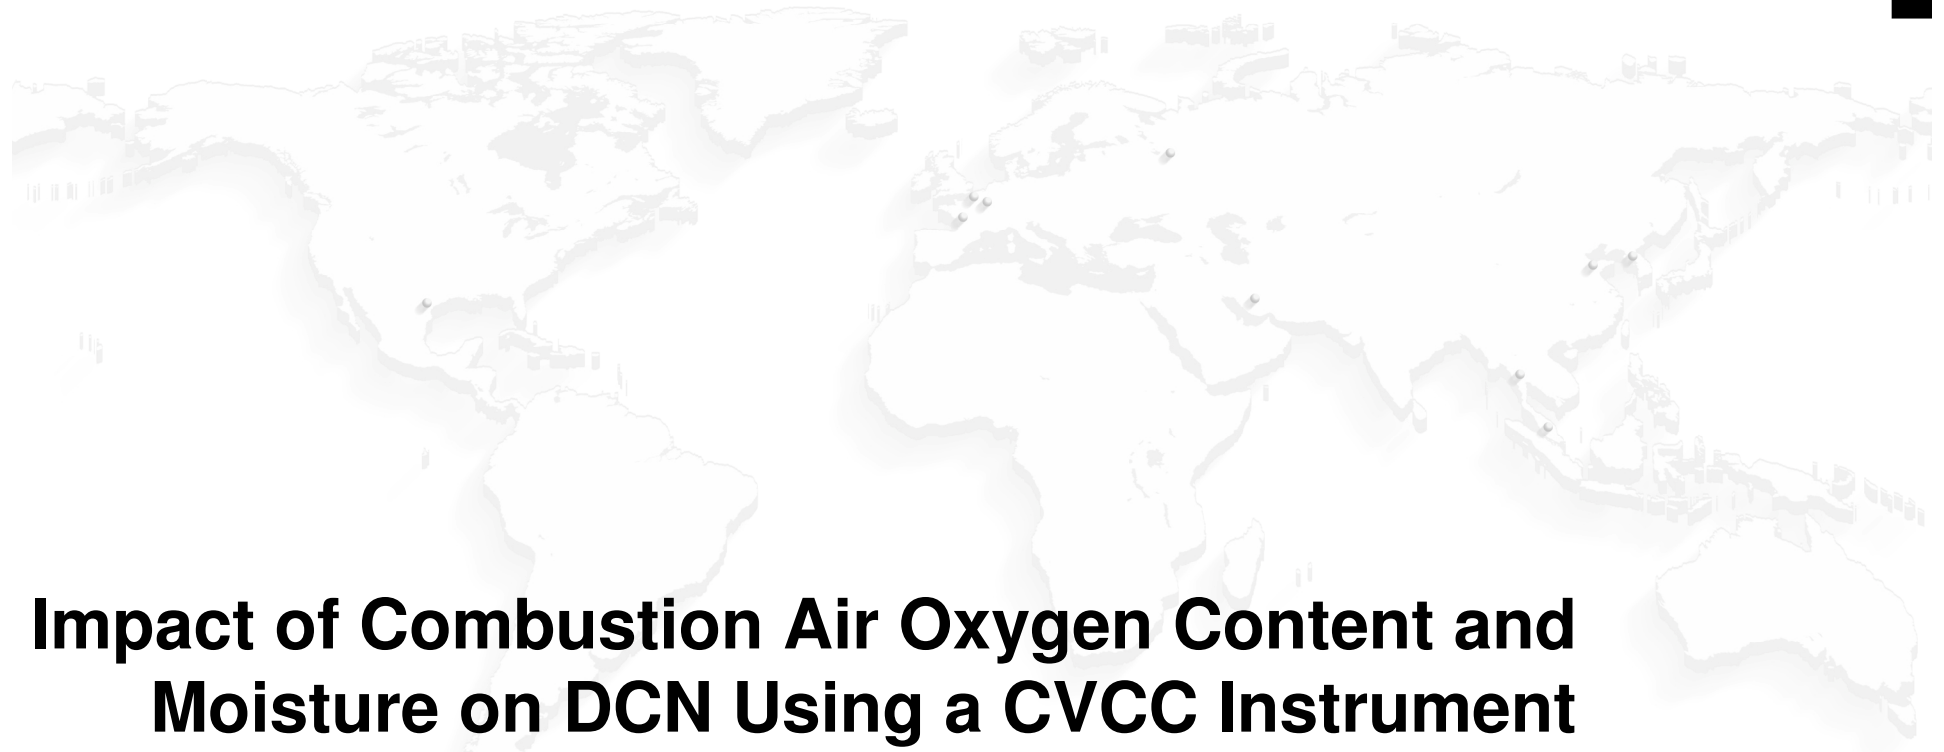 Impact of Combustion Air Oxygen Content and
Moisture on DCN Using a CVCC Instrument